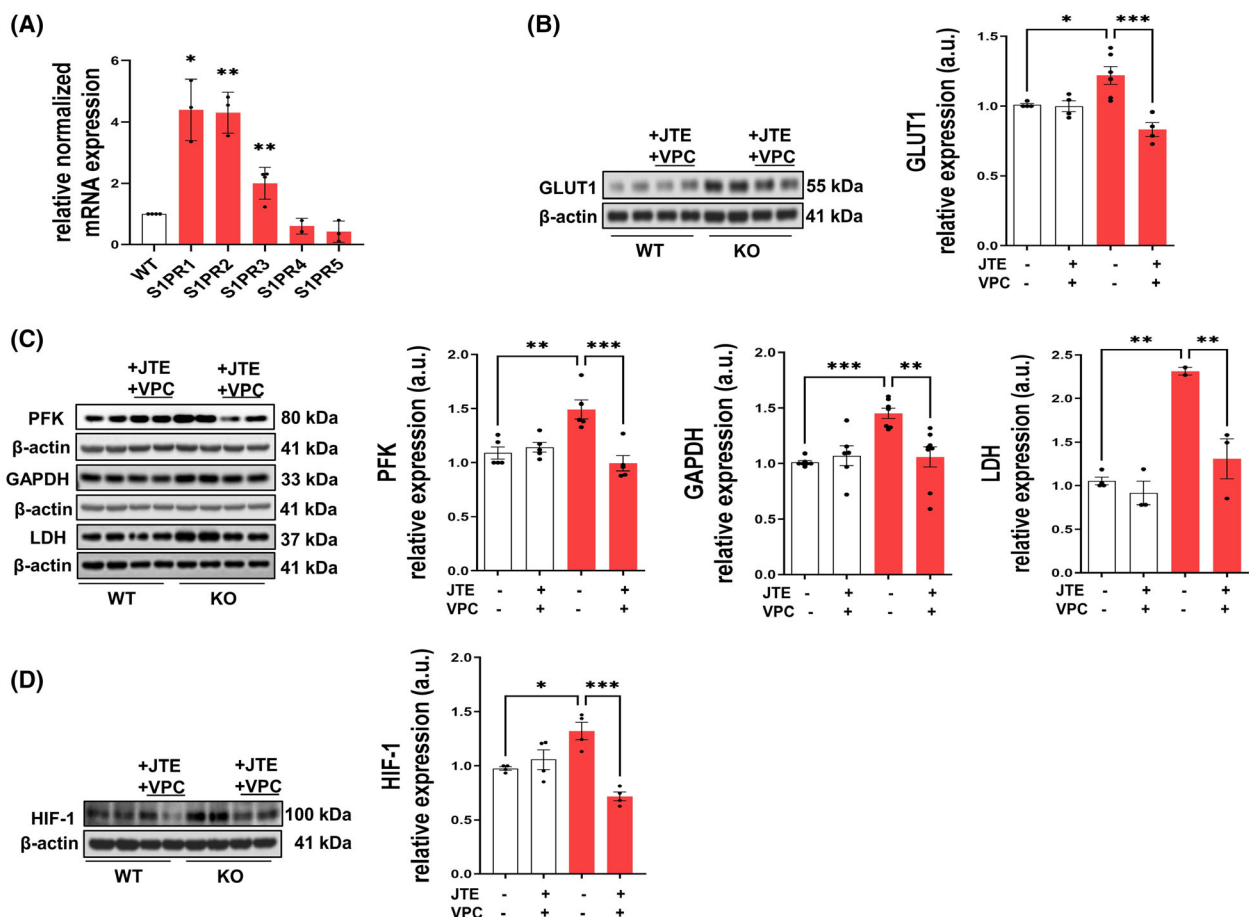 (A)
relative normalized
mRNA expression
6
4
2
0
*
**
**
WT
S1PR1
S1PR2
S1PR3
S1PR4
S1PR5
(B)
+JTE
+VPC
+JTE
+VPC
GLUT1
55 kDa
β-actin
41 kDa
WT
KO
GLUT1
relative expression (a.u.)
1.5
1.0
0.5
0.0
*
***
JTE
- + - +
VPC
- + - +
(C)
+JTE
+VPC
+JTE
+VPC
PFK
80 kDa
β-actin
41 kDa
GAPDH
33 kDa
β-actin
41 kDa
LDH
37 kDa
β-actin
41 kDa
WT
KO
PFK
relative expression (a.u.)
2.0
1.5
1.0
0.5
0.0
**
***
JTE
- + - +
VPC
- + - +
GAPDH
relative expression (a.u.)
2.0
1.5
1.0
0.5
0.0
***
**
JTE
- + - +
VPC
- + - +
LDH
relative expression (a.u.)
2.5
2.0
1.5
1.0
0.5
0.0
**
**
JTE
- + - +
VPC
- + - +
(D)
+JTE
+VPC
+JTE
+VPC
HIF-1
100 kDa
β-actin
41 kDa
WT
KO
HIF-1
relative expression (a.u.)
2.0
1.5
1.0
0.5
0.0
*
***
JTE
- + - +
VPC
- + - +